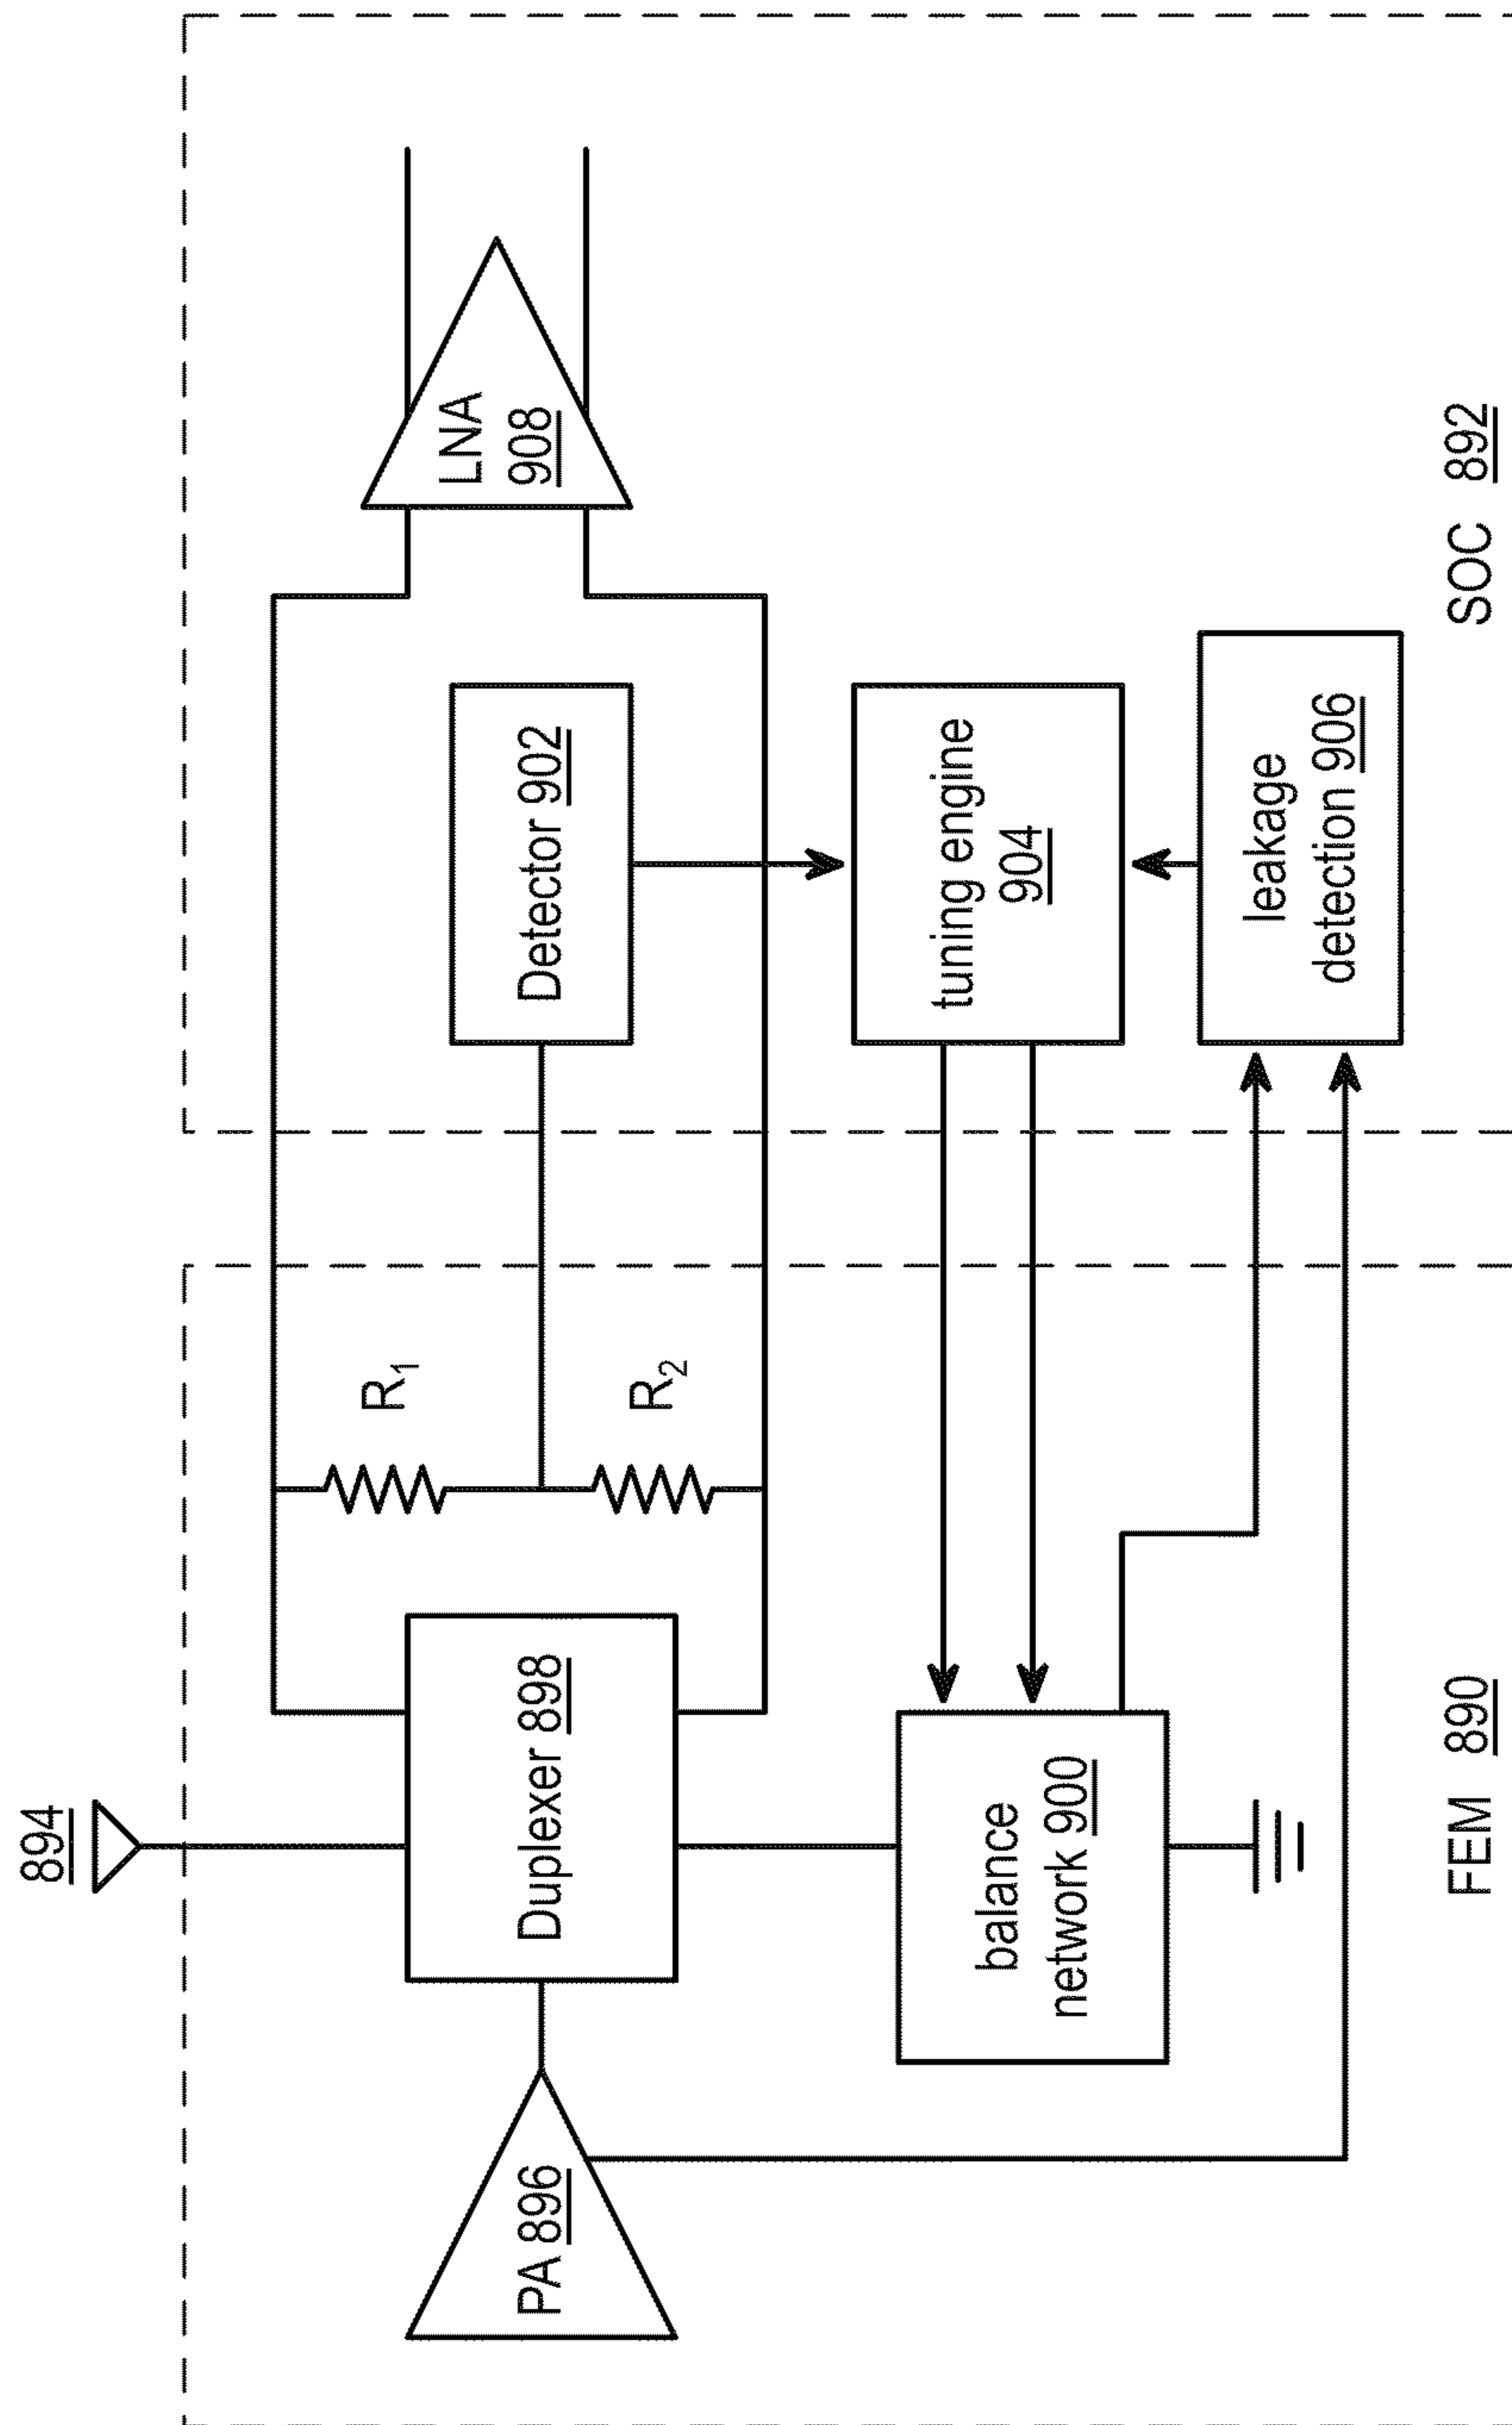 894
PA 896
Duplexer 898
R1
R2
Detector 902
LNA
908
balance
network 900
tuning engine
904
leakage
detection 906
FEM 890
SOC 892